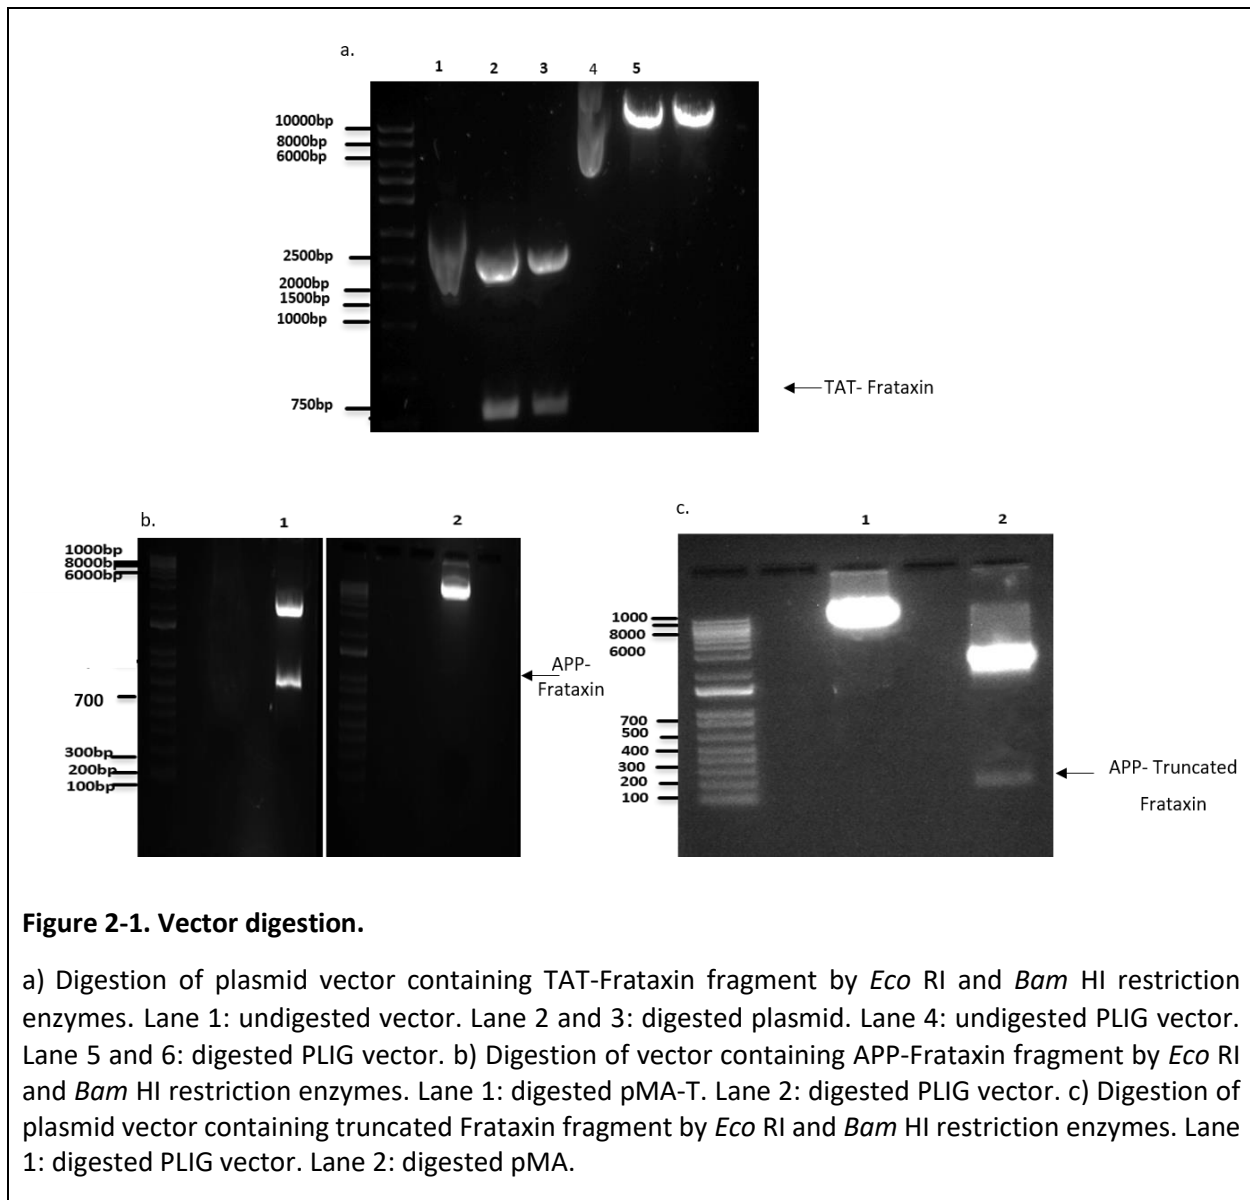 a.
1 2 3 4 5
10000bp
8000bp
6000bp
2500bp
2000bp
1500bp
1000bp
750bp
TAT- Frataxin
b.
1 2
1000bp
8000bp
6000bp
700
300bp
200bp
100bp
APP-
Frataxin
c.
1 2
1000
8000
6000
700
500
400
300
200
100
APP- Truncated
Frataxin
Figure 2-1. Vector digestion.
a) Digestion of plasmid vector containing TAT-Frataxin fragment by Eco RI and Bam HI restriction
enzymes. Lane 1: undigested vector. Lane 2 and 3: digested plasmid. Lane 4: undigested PLIG vector.
Lane 5 and 6: digested PLIG vector. b) Digestion of vector containing APP-Frataxin fragment by Eco RI
and Bam HI restriction enzymes. Lane 1: digested pMA-T. Lane 2: digested PLIG vector. c) Digestion of
plasmid vector containing truncated Frataxin fragment by Eco RI and Bam HI restriction enzymes. Lane
1: digested PLIG vector. Lane 2: digested pMA.